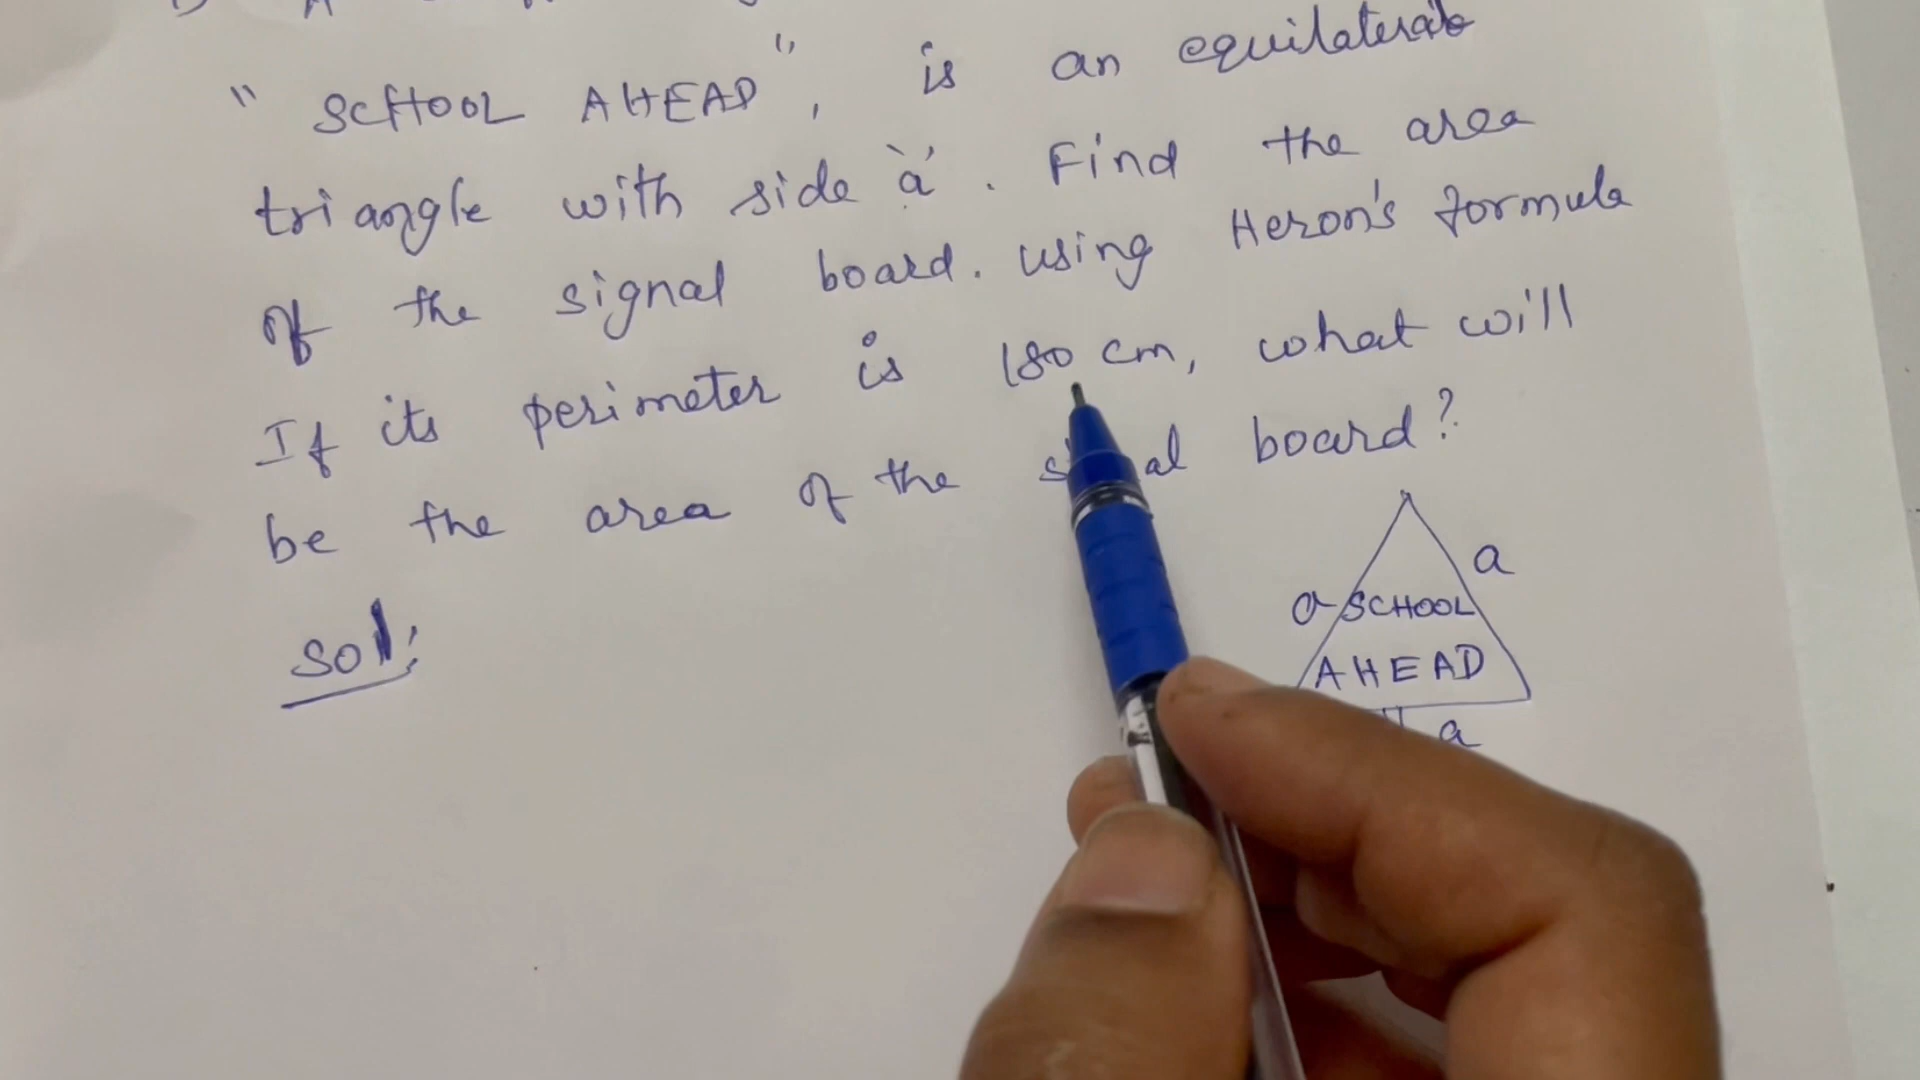 " SCHOOL AHEAD", is an equilateral
triangle with side 'a'. Find the area
of the signal board. using Heron's formula
If its perimeter is 180 cm, what will
be the area of the board?
Sol:
a
a SCHOOL
AHEAD
a